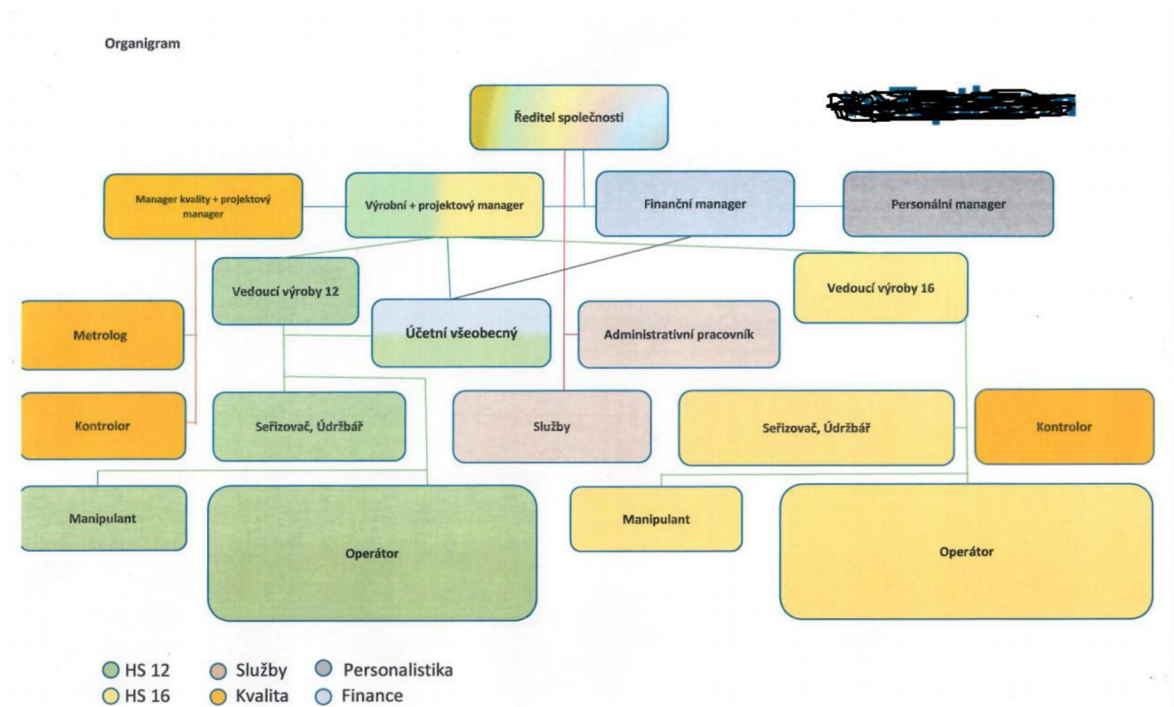 Organigram
Ředitel společnosti
Manager kvality + projektový
manager
Výrobní + projektový manager
Finanční manager
Personální manager
Vedoucí výroby 12
Vedoucí výroby 16
Metrolog
Účetní všeobecný
Administrativní pracovník
Kontrolor
Seřizovač, Údržbář
Služby
Seřizovač, Údržbář
Kontrolor
Manipulant
Operátor
Manipulant
Operátor
HS 12
Služby
Personalistika
HS 16
Kvalita
Finance